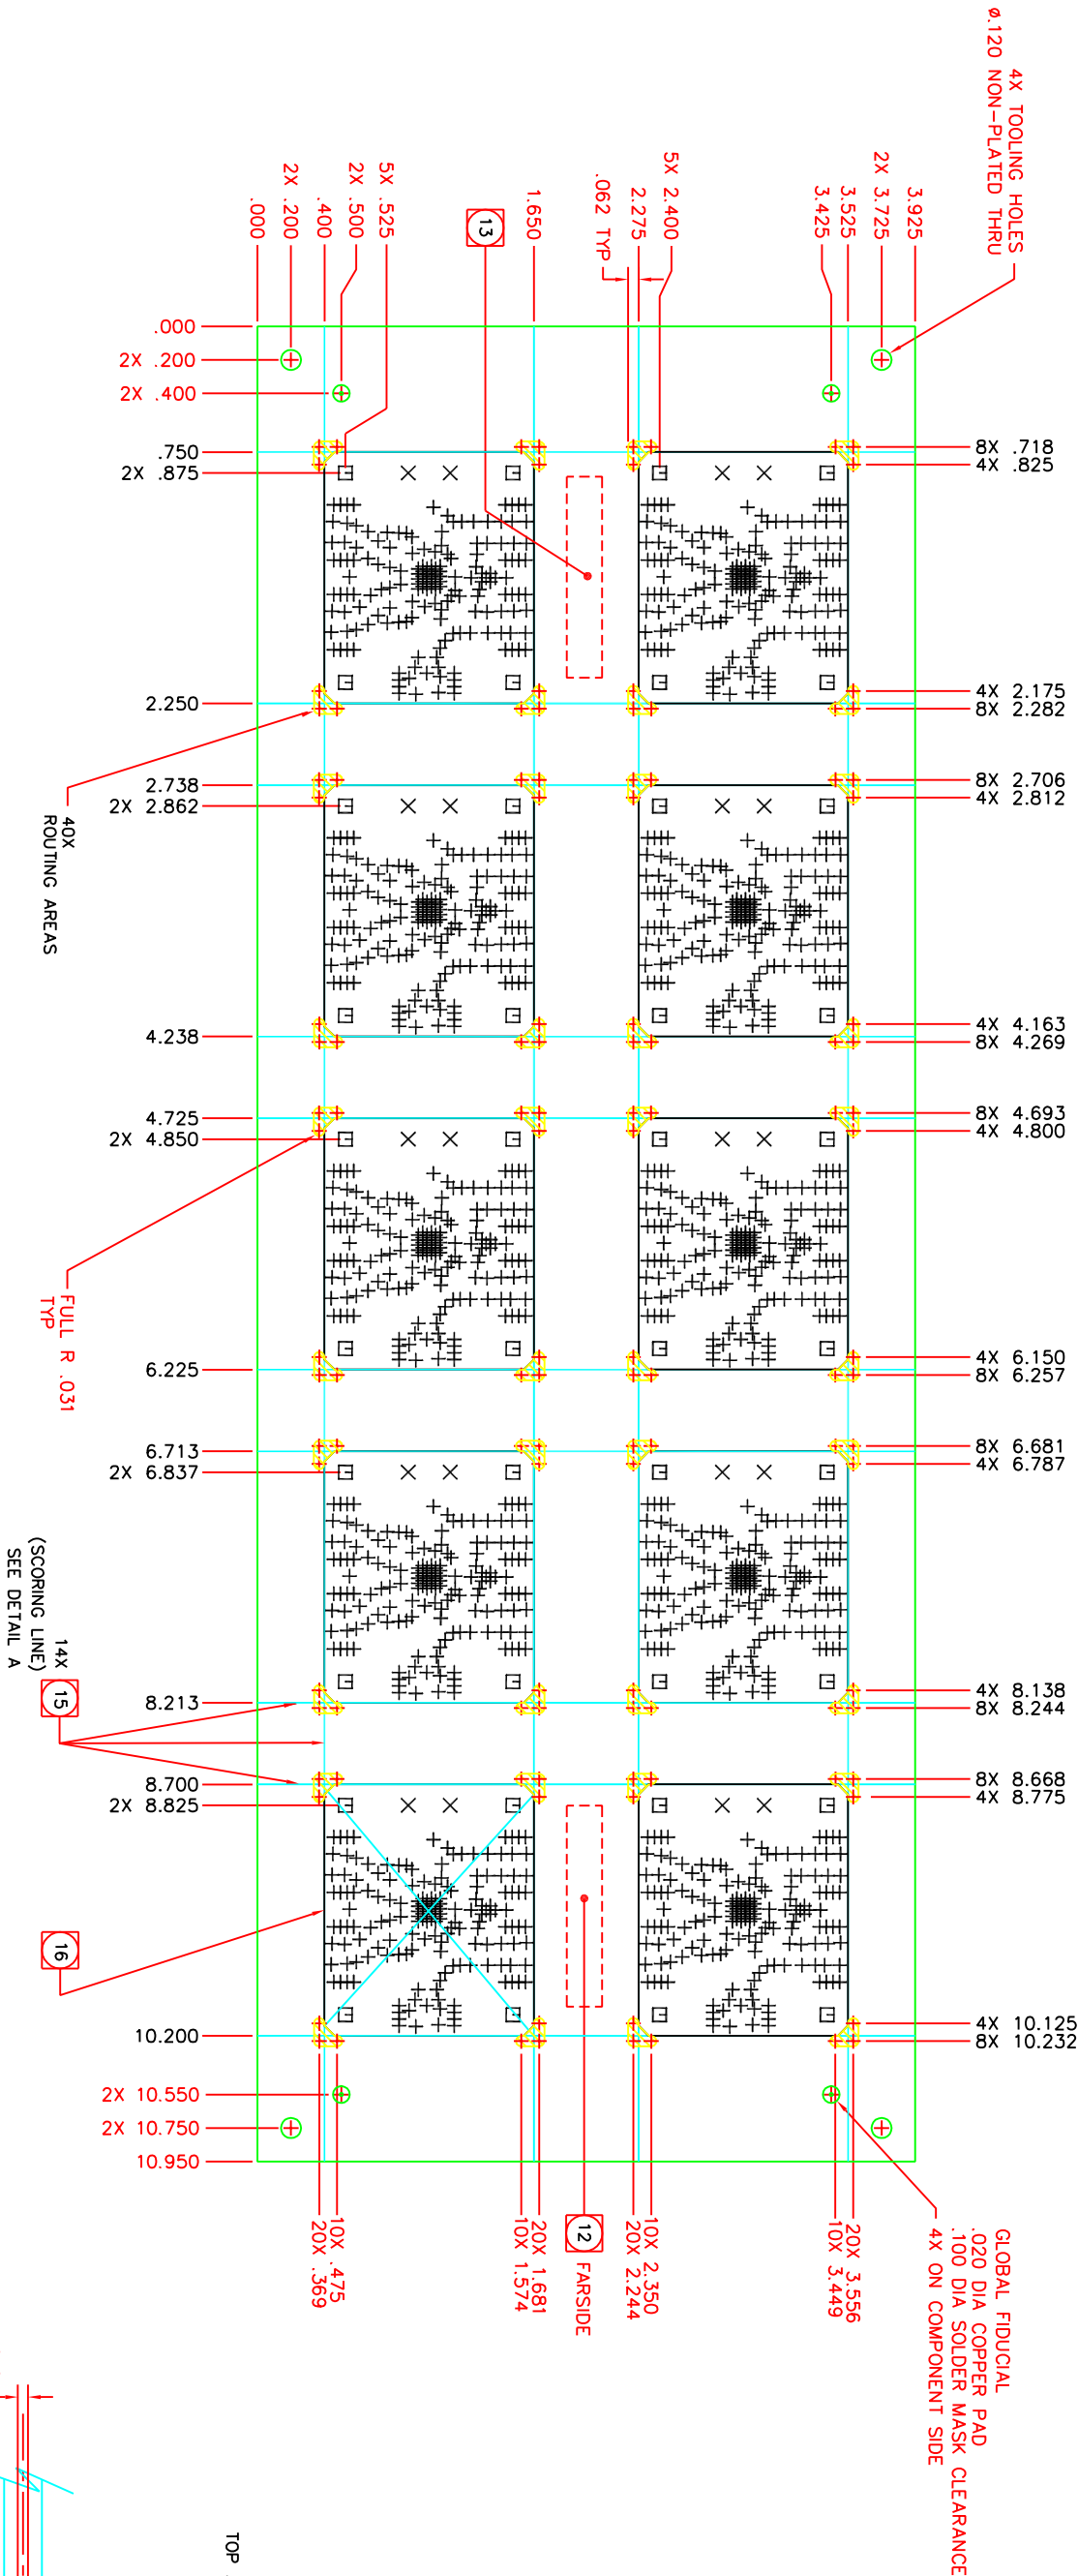 4X TOOLING HOLES
ø.120 NON-PLATED THRU
3.925
2X 3.725
3.525
3.425
5X 2.400
2.275
.062 TYP
1.650
13
5X .525
2X .500
.400
2X .200
.000
.000
2X .200
2X .400
.750
2X .875
2.250
2.738
2X 2.862
4.238
4.725
2X 4.850
6.225
6.713
2X 6.837
8.213
8.700
2X 8.825
10.200
2X 10.550
2X 10.750
10.950
8X .718
4X .825
4X 2.175
8X 2.282
8X 2.706
4X 2.812
4X 4.163
8X 4.269
8X 4.693
4X 4.800
4X 6.150
8X 6.257
8X 6.681
4X 6.787
4X 8.138
8X 8.244
8X 8.668
4X 8.775
4X 10.125
8X 10.232
40X
ROUTING AREAS
FULL R .031
TYP
14X
15
(SCORING LINE)
SEE DETAIL A
16
20X 3.556
10X 3.449
10X 2.350
20X 2.244
12 FARSIDE
20X 1.681
10X 1.574
10X .475
20X .369
GLOBAL FIDUCIAL
.020 DIA COPPER PAD
.100 DIA SOLDER MASK CLEARANCE
4X ON COMPONENT SIDE
TOP